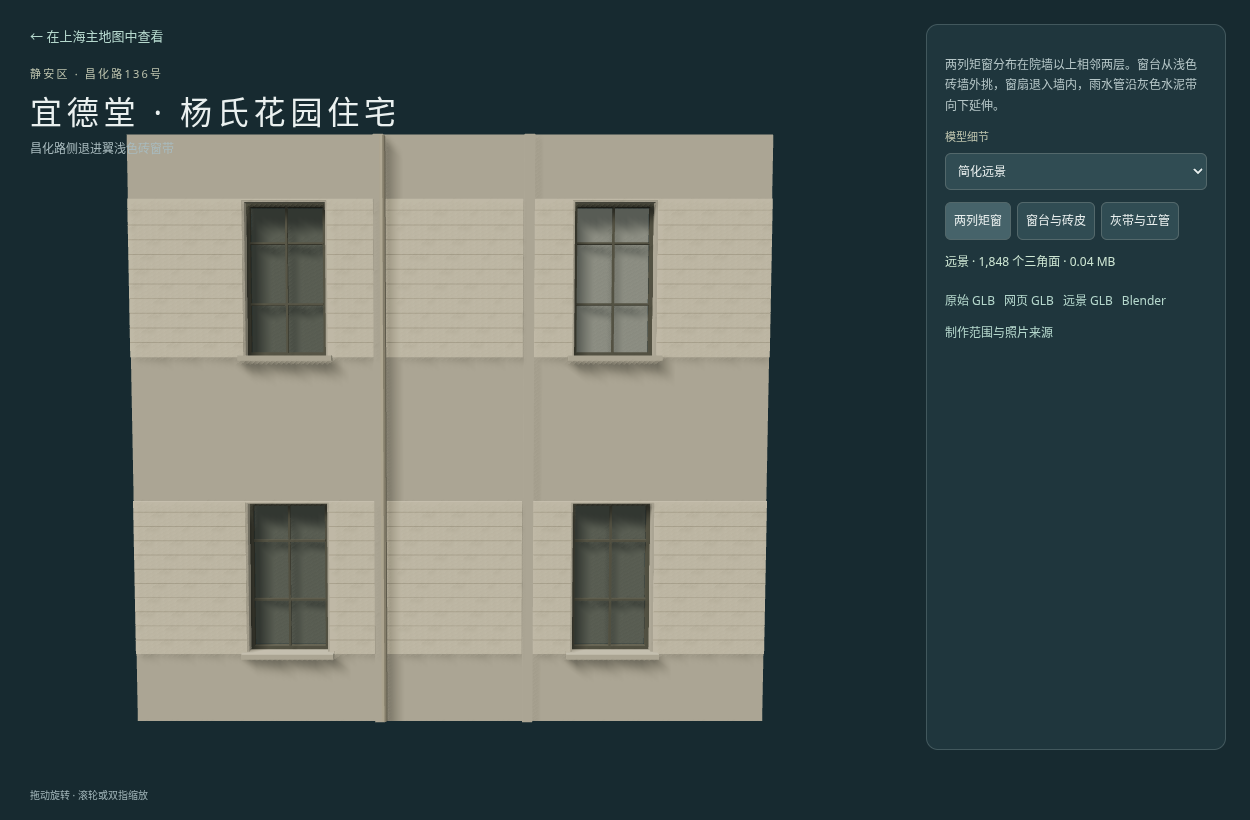 ← 在上海主地图中查看
静安区 · 昌化路136号
宜德堂 · 杨氏花园住宅
昌化路侧退进翼浅色砖窗带
两列矩窗分布在院墙以上相邻两层。窗台从浅色
砖墙外挑，窗扇退入墙内，雨水管沿灰色水泥带
向下延伸。
模型细节
简化远景
两列矩窗 窗台与砖皮 灰带与立管
远景 · 1,848 个三角面 · 0.04 MB
原始 GLB 网页 GLB 远景 GLB Blender
制作范围与照片来源
拖动旋转 · 滚轮或双指缩放